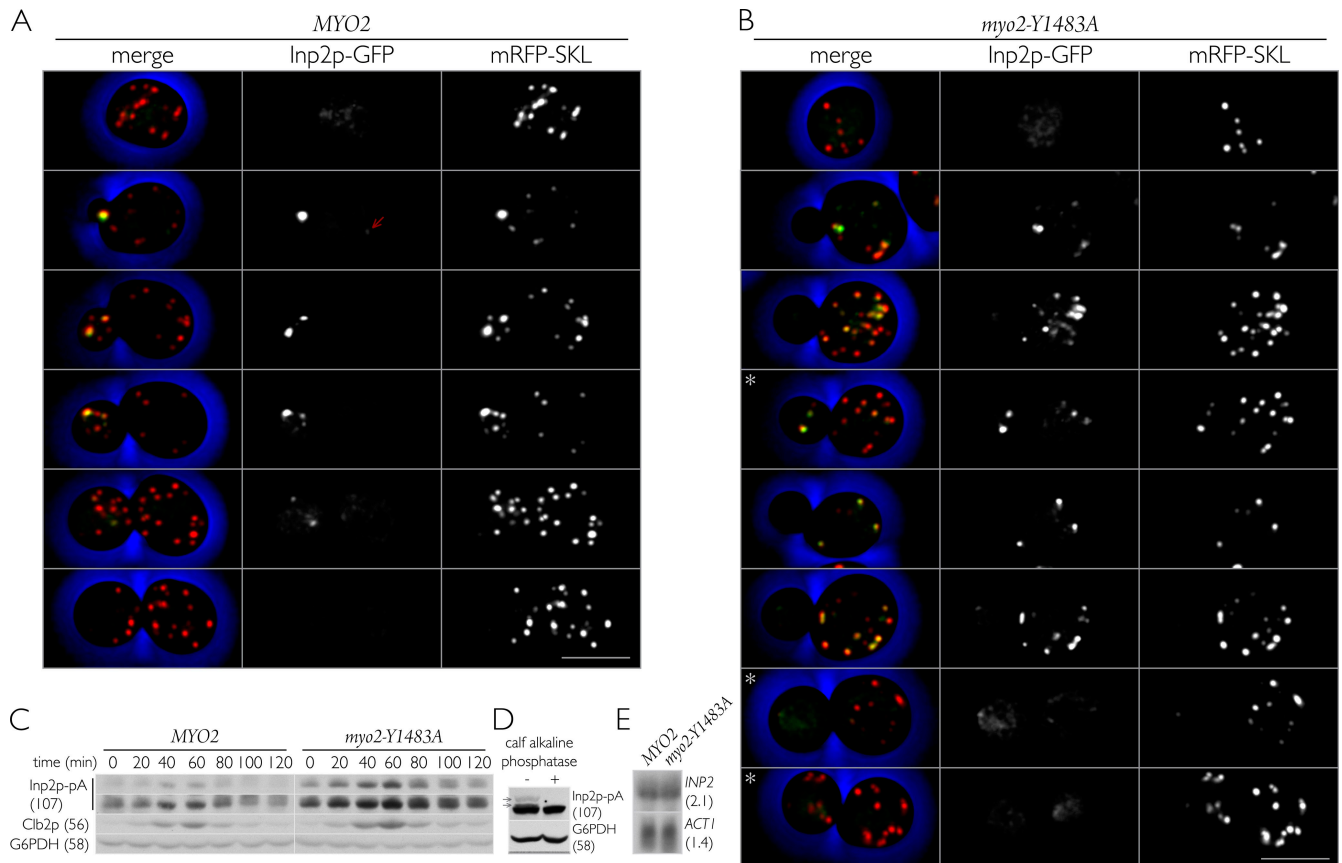 A
MYO2
merge Inp2p-GFP mRFP-SKL
B
myo2-Y1483A
merge Inp2p-GFP mRFP-SKL
*
*
*
C
MYO2 myo2-Y1483A
time (min) 0 20 40 60 80 100 120 0 20 40 60 80 100 120
Inp2p-pA
(107)
Clb2p (56)
G6PDH (58)
D
calf alkaline
phosphatase
- +
Inp2p-pA
(107)
G6PDH
(58)
E
MYO2
myo2-Y1483A
INP2
(2.1)
ACT1
(1.4)